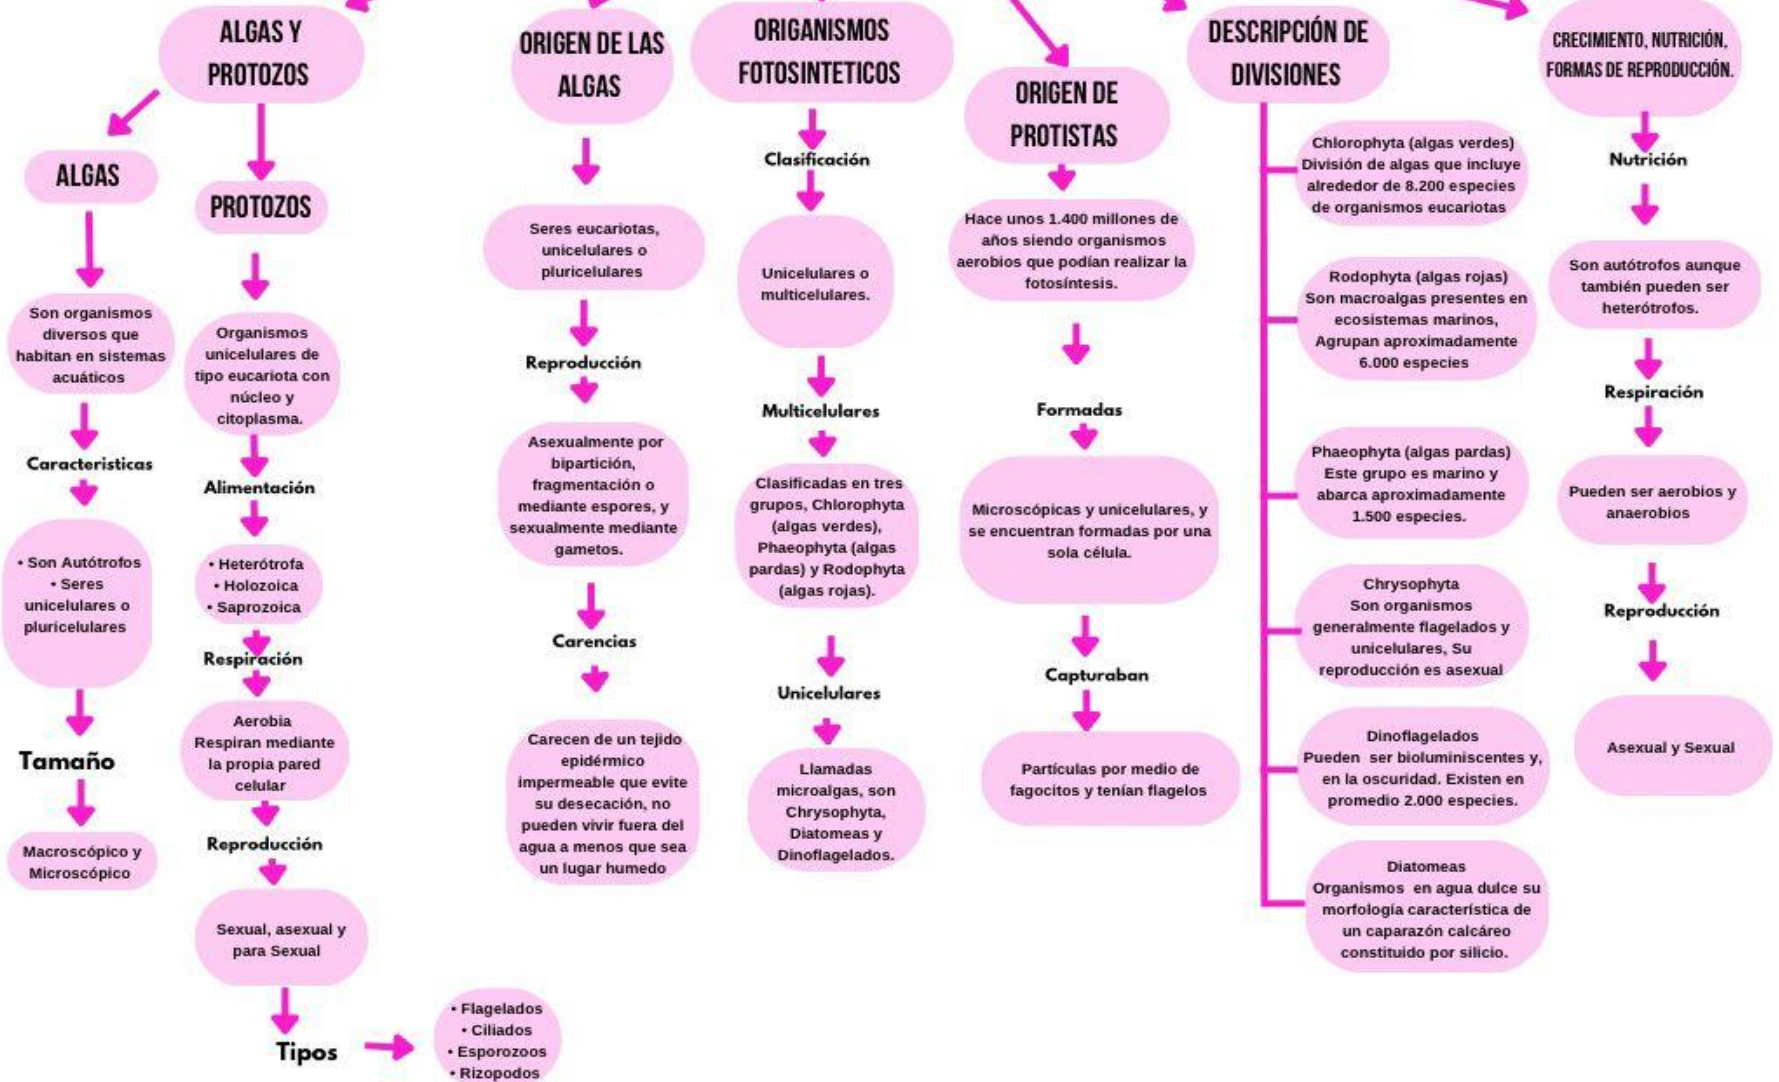 ALGAS Y
PROTOZOS
ALGAS
Son organismos
diversos que
habitan en sistemas
acuáticos
Caracteristicas
• Son Autótrofos
• Seres
unicelulares o
pluricelulares
Tamaño
Macroscópico y
Microscópico
PROTOZOS
Organismos
unicelulares de
tipo eucariota con
núcleo y
citoplasma.
Alimentación
• Heterótrofa
• Holozoica
• Saprozoica
Respiración
Aerobia
Respiran mediante
la propia pared
celular
Reproducción
Sexual, asexual y
para Sexual
Tipos
• Flagelados
• Ciliados
• Esporozoos
• Rizopodos
ORIGEN DE LAS
ALGAS
Seres eucariotas,
unicelulares o
pluricelulares
Reproducción
Asexualmente por
bipartición,
fragmentación o
mediante espores, y
sexualmente mediante
gametos.
Carencias
Carecen de un tejido
epidérmico
impermeable que evite
su desecación, no
pueden vivir fuera del
agua a menos que sea
un lugar humedo
ORIGANISMOS
FOTOSINTETICOS
Clasificación
Unicelulares o
multicelulares.
Multicelulares
Clasificadas en tres
grupos, Chlorophyta
(algas verdes),
Phaeophyta (algas
pardas) y Rodophyta
(algas rojas).
Unicelulares
Llamadas
microalgas, son
Chrysophyta,
Diatomeas y
Dinoflagelados.
ORIGEN DE
PROTISTAS
Hace unos 1.400 millones de
años siendo organismos
aerobios que podían realizar la
fotosíntesis.
Formadas
Microscópicas y unicelulares, y
se encuentran formadas por una
sola célula.
Capturaban
Partículas por medio de
fagocitos y tenían flagelos
DESCRIPCIÓN DE
DIVISIONES
Chlorophyta (algas verdes)
División de algas que incluye
alrededor de 8.200 especies
de organismos eucariotas
Rodophyta (algas rojas)
Son macroalgas presentes en
ecosistemas marinos,
Agrupan aproximadamente
6.000 especies
Phaeophyta (algas pardas)
Este grupo es marino y
abarca aproximadamente
1.500 especies.
Chrysophyta
Son organismos
generalmente flagelados y
unicelulares, Su
reproducción es asexual
Dinoflagelados
Pueden ser bioluminiscentes y,
en la oscuridad. Existen en
promedio 2.000 especies.
Diatomeas
Organismos en agua dulce su
morfología característica de
un caparazón calcáreo
constituido por silicio.
CRECIMIENTO, NUTRICIÓN,
FORMAS DE REPRODUCCIÓN.
Nutrición
Son autótrofos aunque
también pueden ser
heterótrofos.
Respiración
Pueden ser aerobios y
anaerobios
Reproducción
Asexual y Sexual